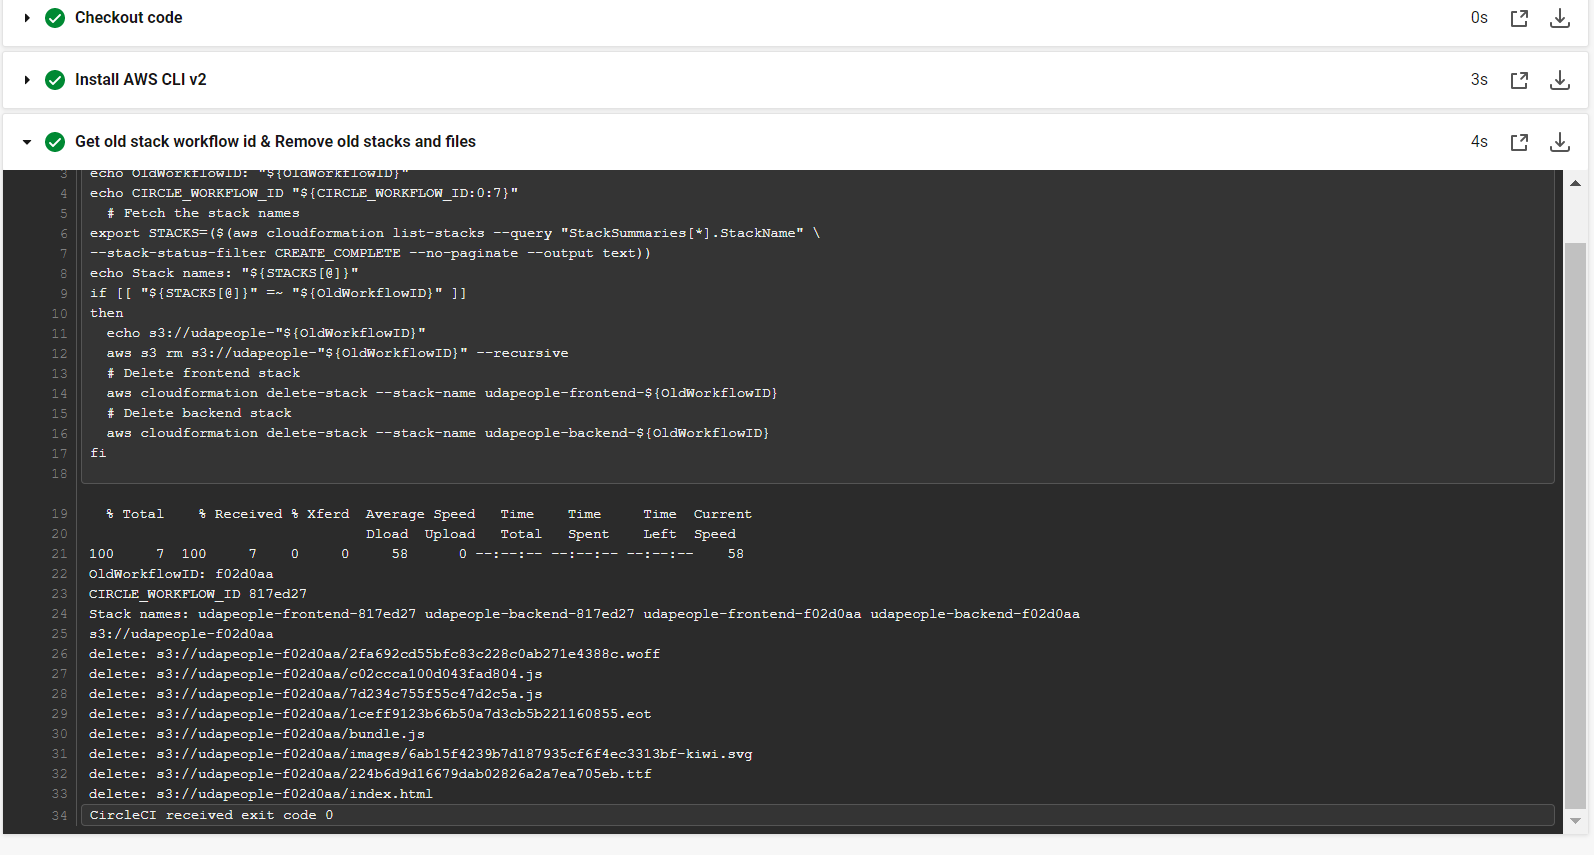 Checkout code 0s
Install AWS CLI v2 3s
Get old stack workflow id & Remove old stacks and files 4s
3 echo OldWorkflowID: "${OldWorkflowID}"
4 echo CIRCLE_WORKFLOW_ID "${CIRCLE_WORKFLOW_ID:0:7}"
5 # Fetch the stack names
6 export STACKS=($(aws cloudformation list-stacks --query "StackSummaries[*].StackName" \
7 --stack-status-filter CREATE_COMPLETE --no-paginate --output text))
8 echo Stack names: "${STACKS[@]}"
9 if [[ "${STACKS[@]}" =~ "${OldWorkflowID}" ]]
10 then
11 echo s3://udapeople-"${OldWorkflowID}"
12 aws s3 rm s3://udapeople-"${OldWorkflowID}" --recursive
13 # Delete frontend stack
14 aws cloudformation delete-stack --stack-name udapeople-frontend-${OldWorkflowID}
15 # Delete backend stack
16 aws cloudformation delete-stack --stack-name udapeople-backend-${OldWorkflowID}
17 fi
18
19 % Total % Received % Xferd Average Speed Time Time Time Current
20 Dload Upload Total Spent Left Speed
21 100 7 100 7 0 0 58 0 --:--:-- --:--:-- --:--:-- 58
22 OldWorkflowID: f02d0aa
23 CIRCLE_WORKFLOW_ID 817ed27
24 Stack names: udapeople-frontend-817ed27 udapeople-backend-817ed27 udapeople-frontend-f02d0aa udapeople-backend-f02d0aa
25 s3://udapeople-f02d0aa
26 delete: s3://udapeople-f02d0aa/2fa692cd55bfc83c228c0ab271e4388c.woff
27 delete: s3://udapeople-f02d0aa/c02ccca100d043fad804.js
28 delete: s3://udapeople-f02d0aa/7d234c755f55c47d2c5a.js
29 delete: s3://udapeople-f02d0aa/1ceff9123b66b50a7d3cb5b221160855.eot
30 delete: s3://udapeople-f02d0aa/bundle.js
31 delete: s3://udapeople-f02d0aa/images/6ab15f4239b7d187935cf6f4ec3313bf-kiwi.svg
32 delete: s3://udapeople-f02d0aa/224b6d9d16679dab02826a2a7ea705eb.ttf
33 delete: s3://udapeople-f02d0aa/index.html
34 CircleCI received exit code 0